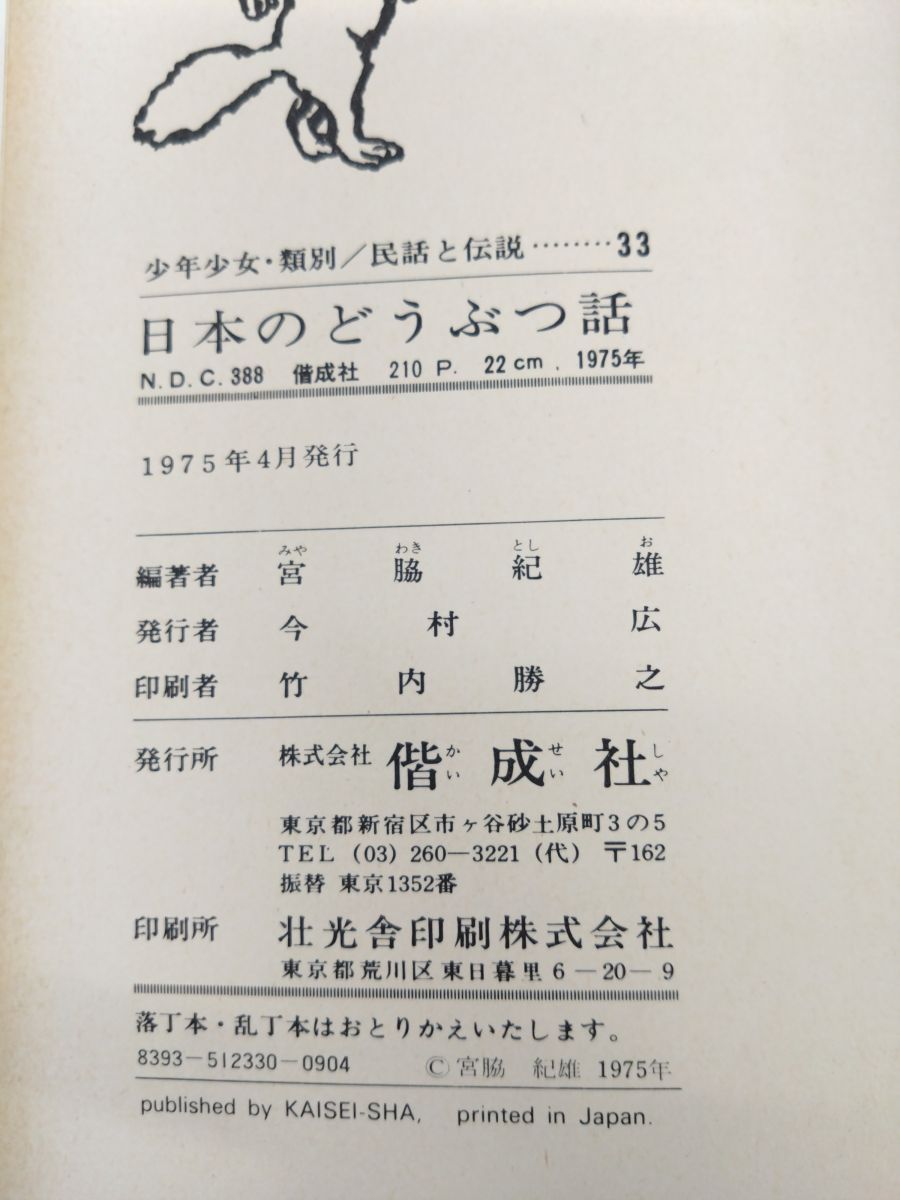 少年少女・類別／民話と伝説………33
日本のどうぶつ話
N.D.C.388 偕成社 210 P. 22cm. 1975年
1975年4月発行
みや わき とし お
編著者 宮脇紀雄
発行者 今村広
印刷者 竹内勝之
発行所 株式会社 偕成社
かい せい しや
東京都新宿区市ヶ谷砂土原町3の5
TEL (03) 260—3221 (代) 〒162
振替 東京1352番
印刷所 壮光舎印刷株式会社
東京都荒川区東日暮里6－20－9
落丁本・乱丁本はおとりかえいたします。
8393－512330－0904 ©宮脇 紀雄 1975年
published by KAISEI-SHA, printed in Japan.